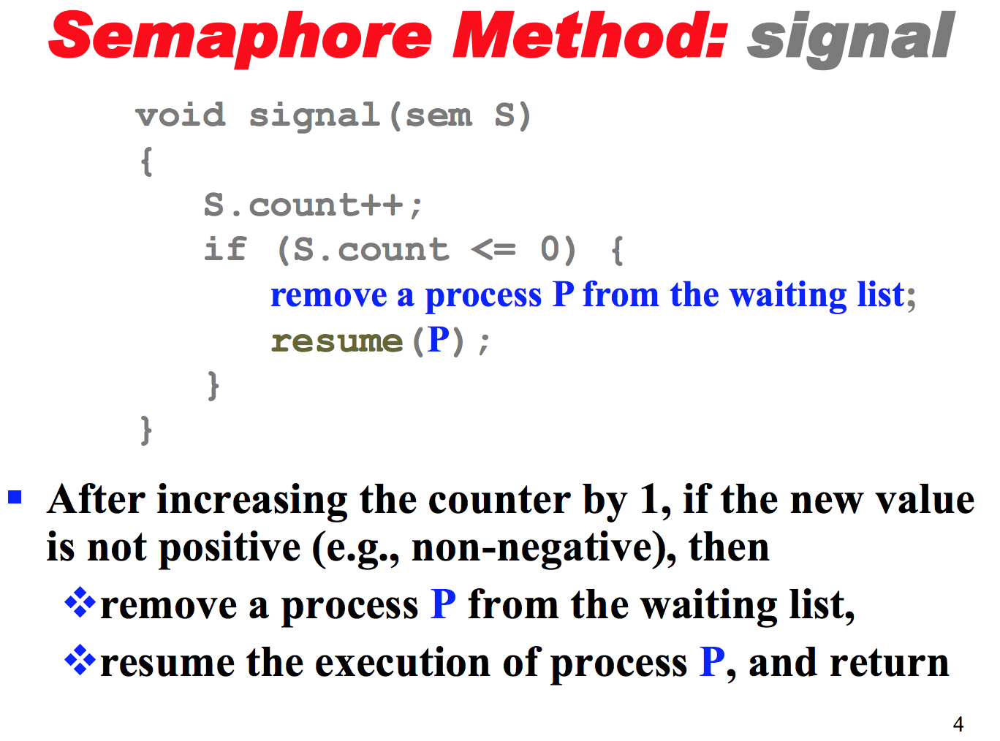 Semaphore Method: signal
void signal(sem S)
{
S.count++;
if (S.count <= 0) {
remove a process P from the waiting list;
resume(P);
}
}
After increasing the counter by 1, if the new value
is not positive (e.g., non-negative), then
remove a process P from the waiting list,
resume the execution of process P, and return
4